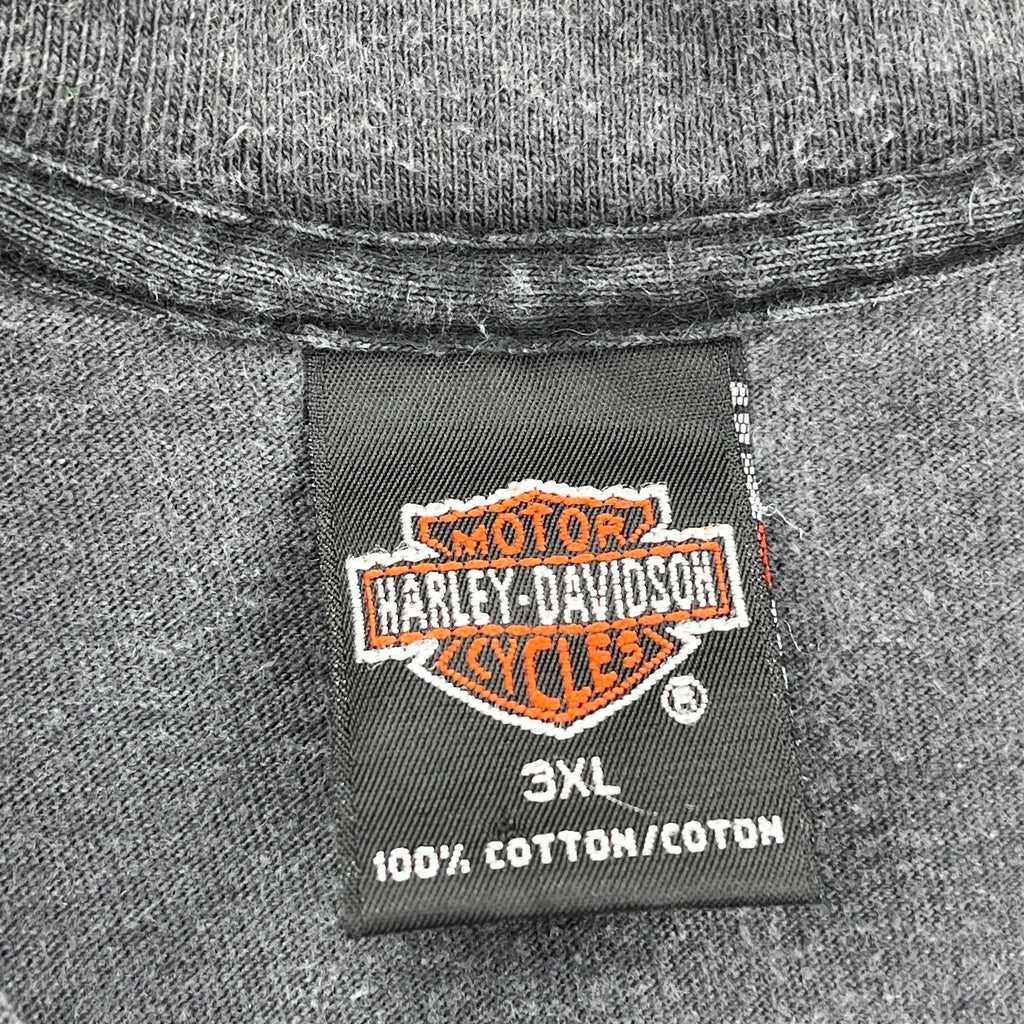 MOTOR
HARLEY-DAVIDSON
CYCLES
®
3XL
100% COTTON/COTON